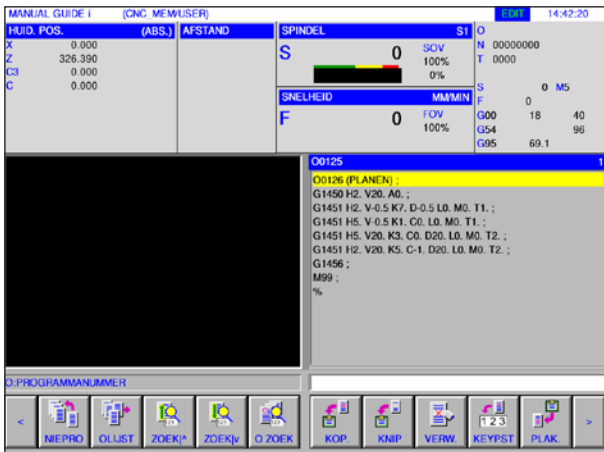 MANUAL GUIDE i (CNC_MEM/USER) EDIT 14:42:20
HUID. POS. (ABS.) AFSTAND
X 0.000
Z 326.390
C3 0.000
C 0.000
SPINDEL S1
S 0 SOV
100%
0%
SNELHEID MM/MIN
F 0 FOV
100%
O
N 00000000
T 0000
S 0 M5
F 0
G00 18 40
G54 96
G95 69.1
O0125 1
O0126 (PLANEN) ;
G1450 H2. V20. A0. ;
G1451 H2. V-0.5 K7. D-0.5 L0. M0. T1. ;
G1451 H5. V-0.5 K1. C0. L0. M0. T1. ;
G1451 H5. V20. K3. C0. D20. L0. M0. T2. ;
G1451 H2. V20. K5. C-1. D20. L0. M0. T2. ;
G1456 ;
M99 ;
%
O:PROGRAMMANUMMER
< NIEPRO OLIJST ZOEK|^ ZOEK|v O ZOEK KOP. KNIP VERW. KEYPST PLAK. >
1 2 3